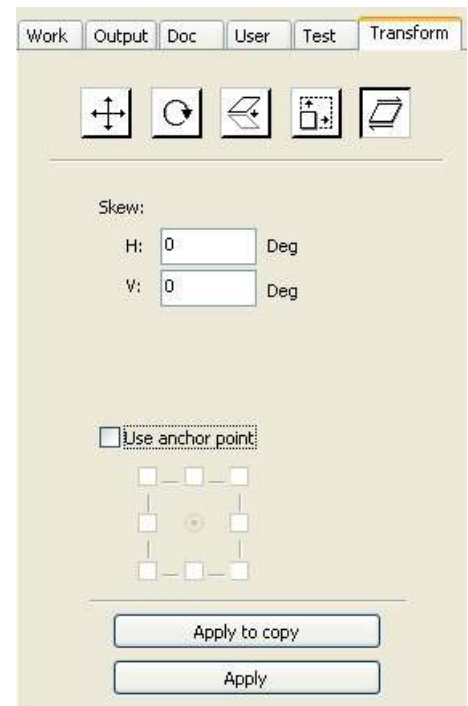 Work Output Doc User Test Transform
Skew:
H: 0 Deg
V: 0 Deg
Use anchor point
Apply to copy
Apply